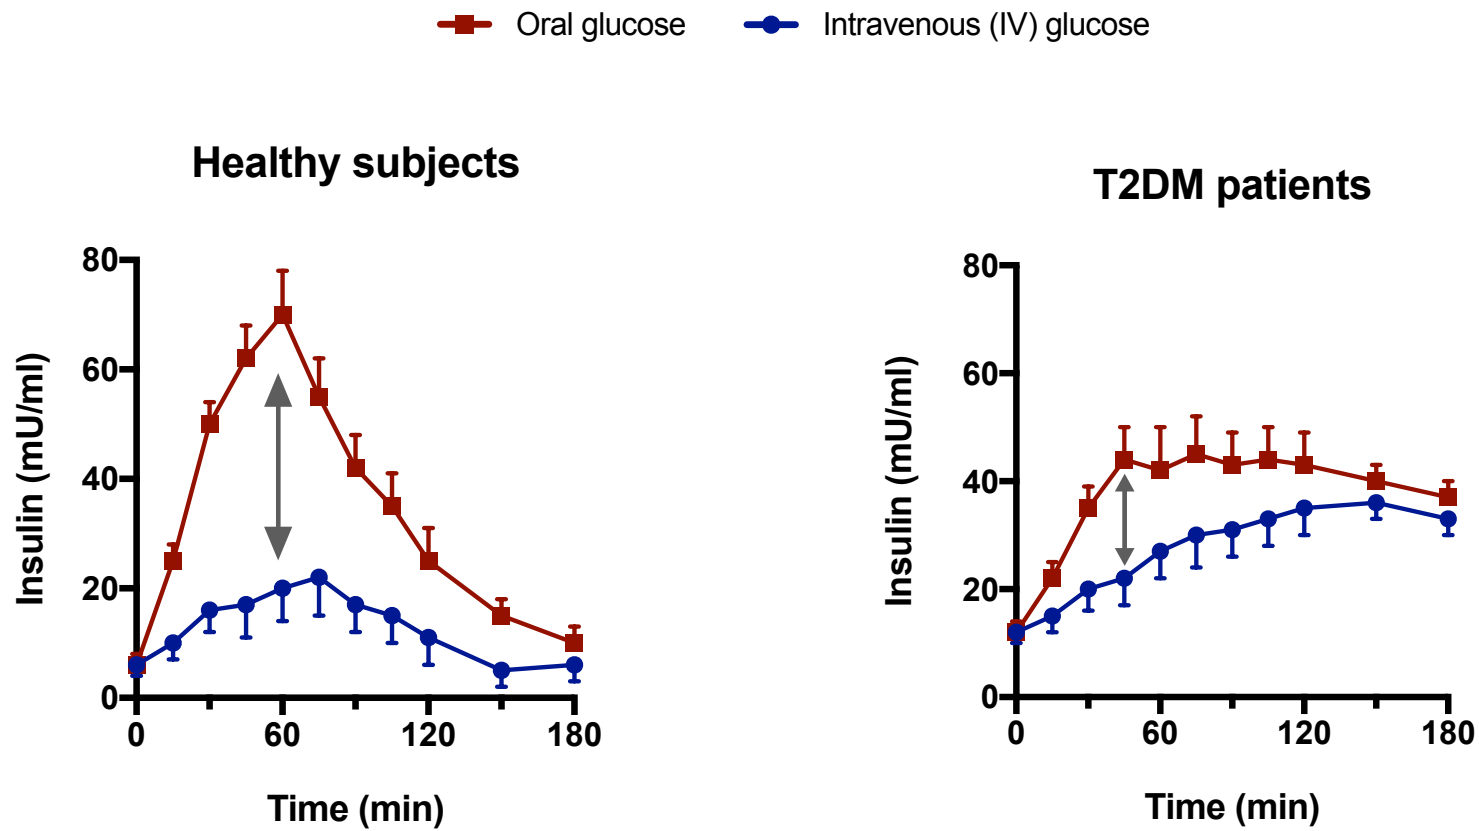 Oral glucose
Intravenous (IV) glucose
Healthy subjects
80
60
40
20
0
Insulin (mU/ml)
0
60
120
180
Time (min)
T2DM patients
80
60
40
20
0
Insulin (mU/ml)
0
60
120
180
Time (min)